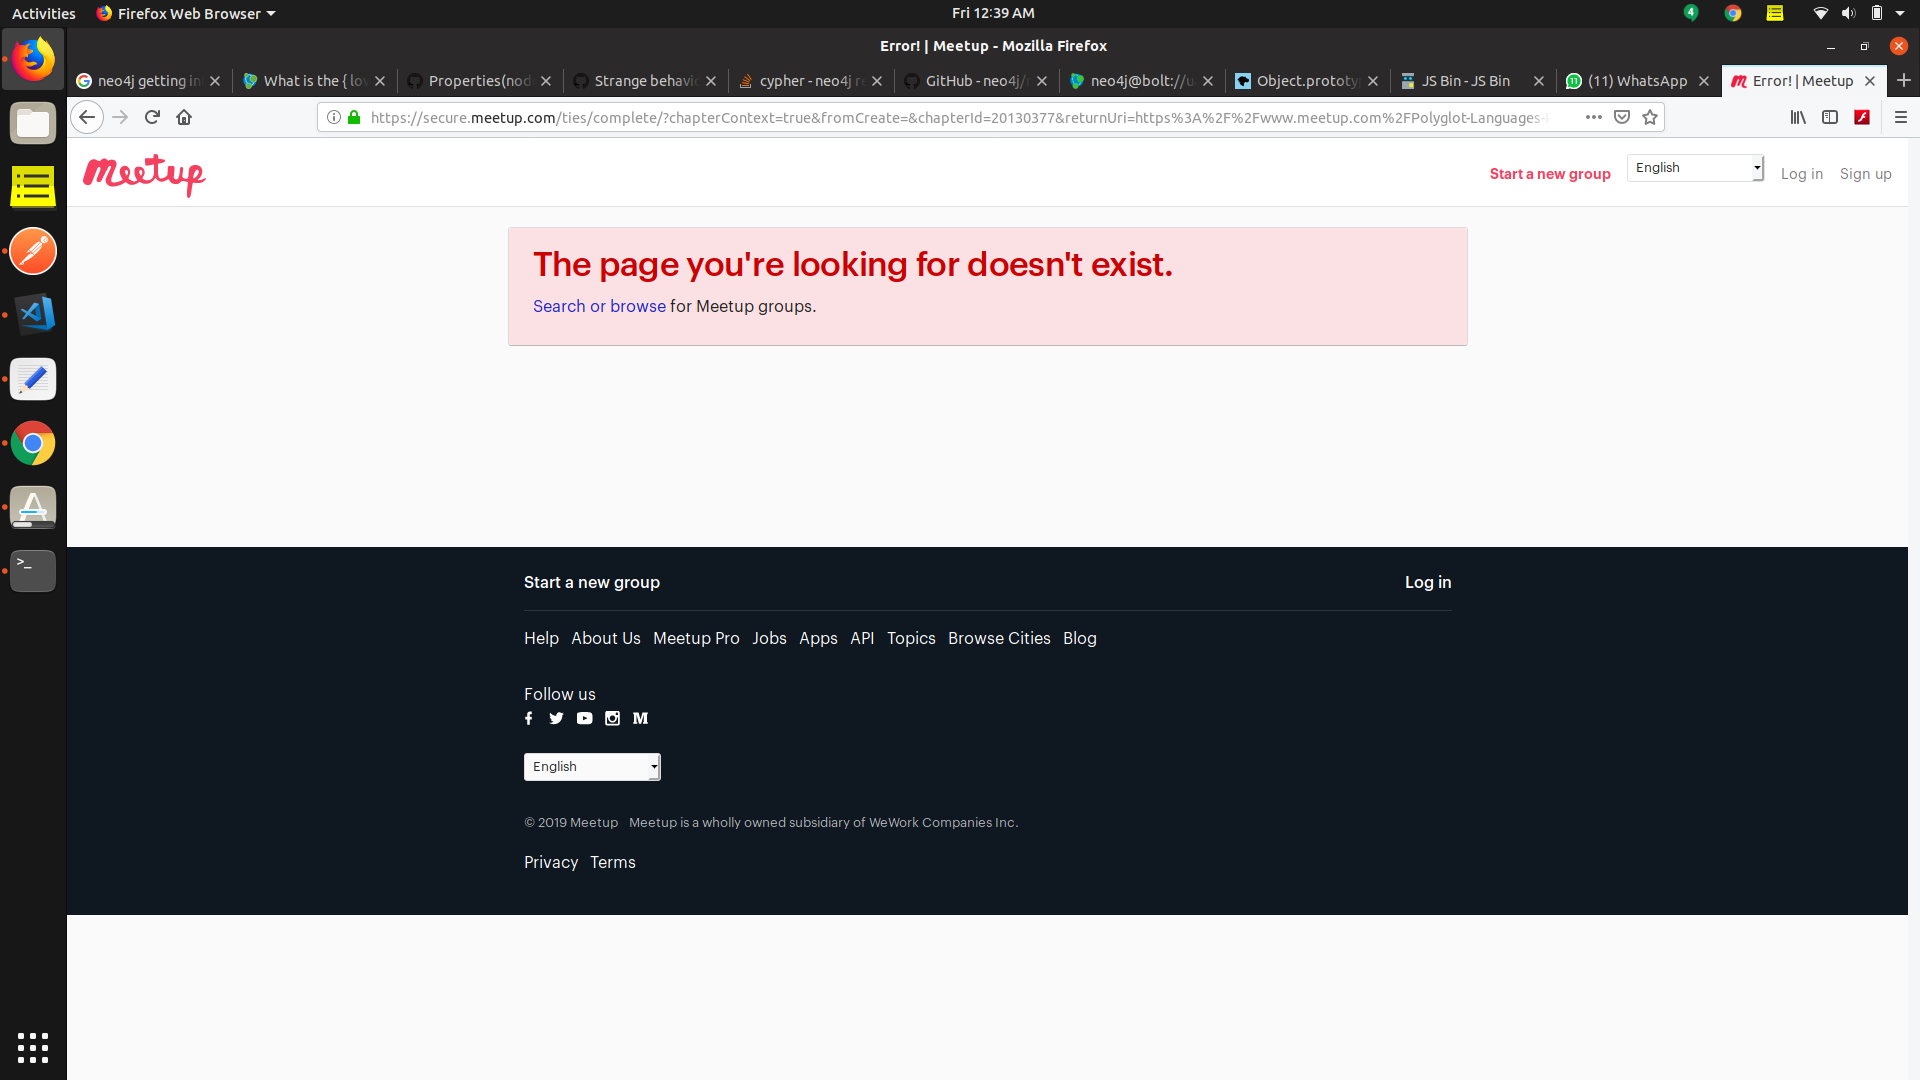 Activities Firefox Web Browser Fri 12:39 AM 4
Error! | Meetup - Mozilla Firefox
neo4j getting in What is the { lov Properties(nod Strange behavi cypher - neo4j r GitHub - neo4j/ neo4j@bolt:// Object.prototy JS Bin - JS Bin (11) WhatsApp Error! | Meetup
https://secure.meetup.com/ties/complete/?chapterContext=true&fromCreate=&chapterId=20130377&returnUri=https%3A%2F%2Fwww.meetup.com%2FPolyglot-Languages-
Meetup Start a new group English Log in Sign up
The page you're looking for doesn't exist.
Search or browse for Meetup groups.
Start a new group Log in
Help About Us Meetup Pro Jobs Apps API Topics Browse Cities Blog
Follow us
English
© 2019 Meetup Meetup is a wholly owned subsidiary of WeWork Companies Inc.
Privacy Terms